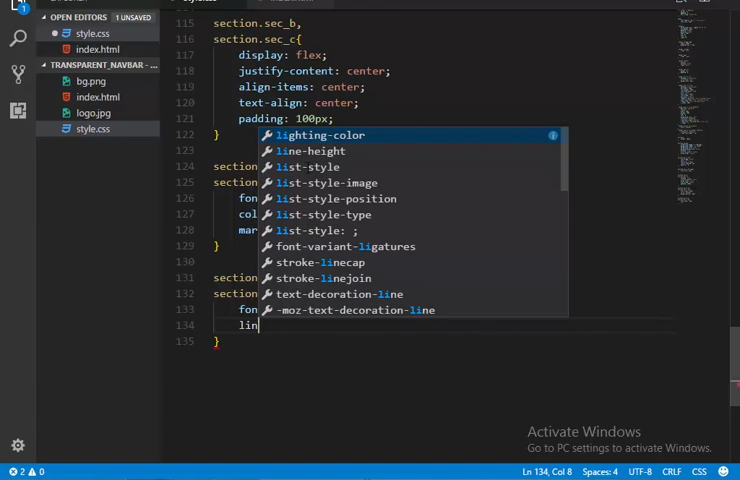 OPEN EDITORS 1 UNSAVED
style.css
index.html
TRANSPARENT_NAVBAR - ...
bg.png
index.html
logo.jpg
style.css
1
115 section.sec_b,
116 section.sec_c{
117 display: flex;
118 justify-content: center;
119 align-items: center;
120 text-align: center;
121 padding: 100px;
122 }
123
124 section
125 section
126 fon
127 col
128 mar
129 }
130
131 section
132 section
133 fon
134 lin
135 }
lighting-color
line-height
list-style
list-style-image
list-style-position
list-style-type
list-style: ;
font-variant-ligatures
stroke-linecap
stroke-linejoin
text-decoration-line
-moz-text-decoration-line
Activate Windows
Go to PC settings to activate Windows.
2 0
Ln 134, Col 8 Spaces: 4 UTF-8 CRLF CSS